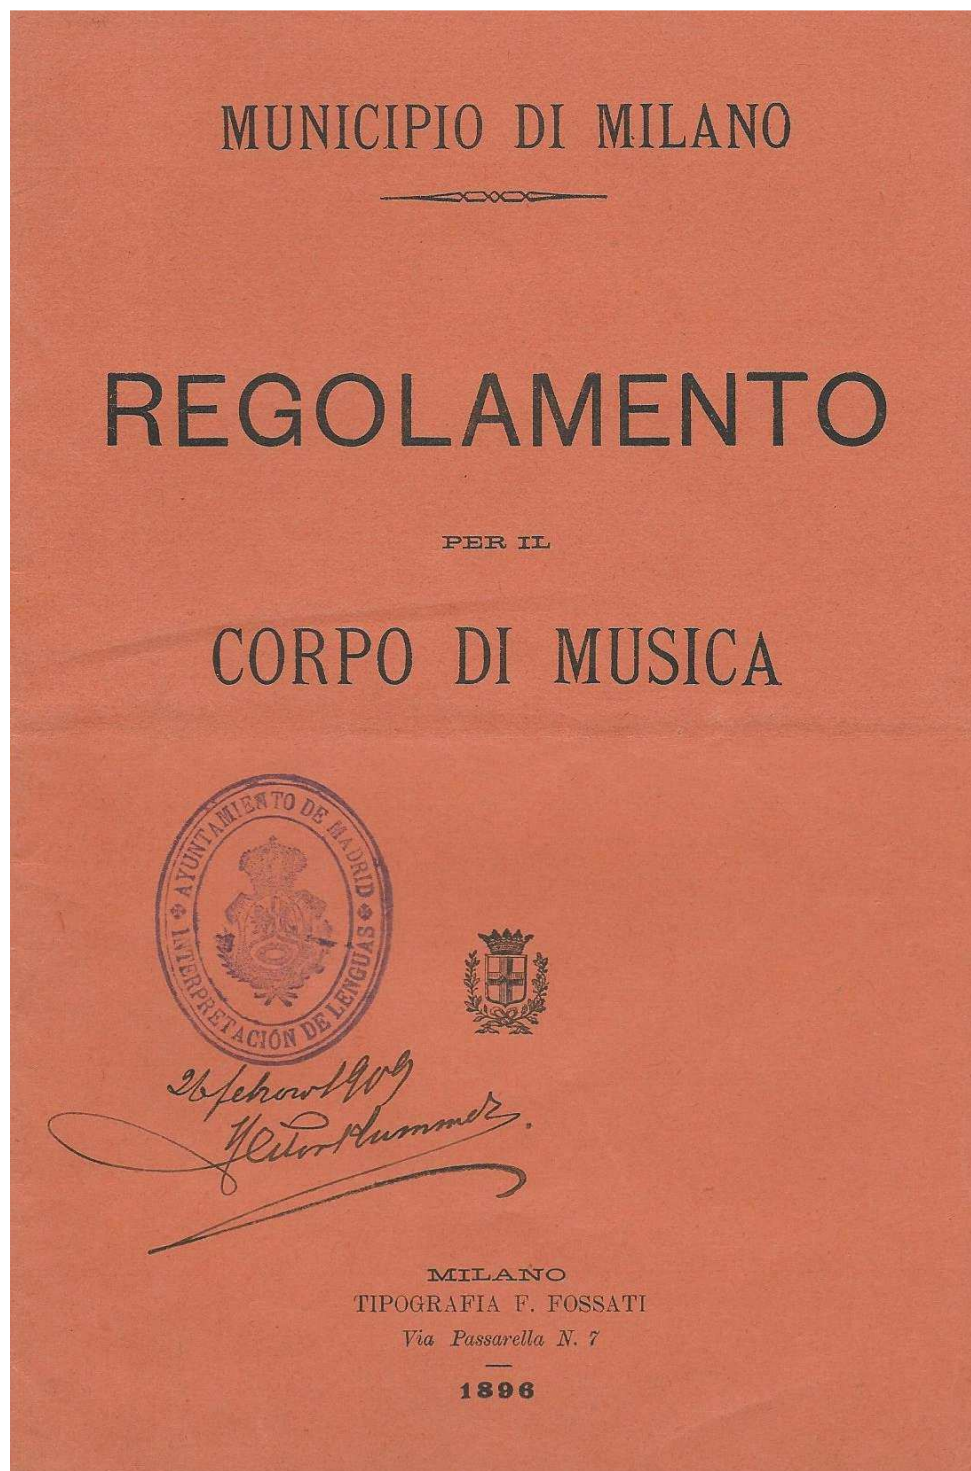 MUNICIPIO DI MILANO
REGOLAMENTO
PER IL
CORPO DI MUSICA
AYUNTAMIENTO DE MADRID
INTERPRETACIÓN DE LENGUAS
1909
MILANO
TIPOGRAFIA F. FOSSATI
Via Passarella N. 7
1896